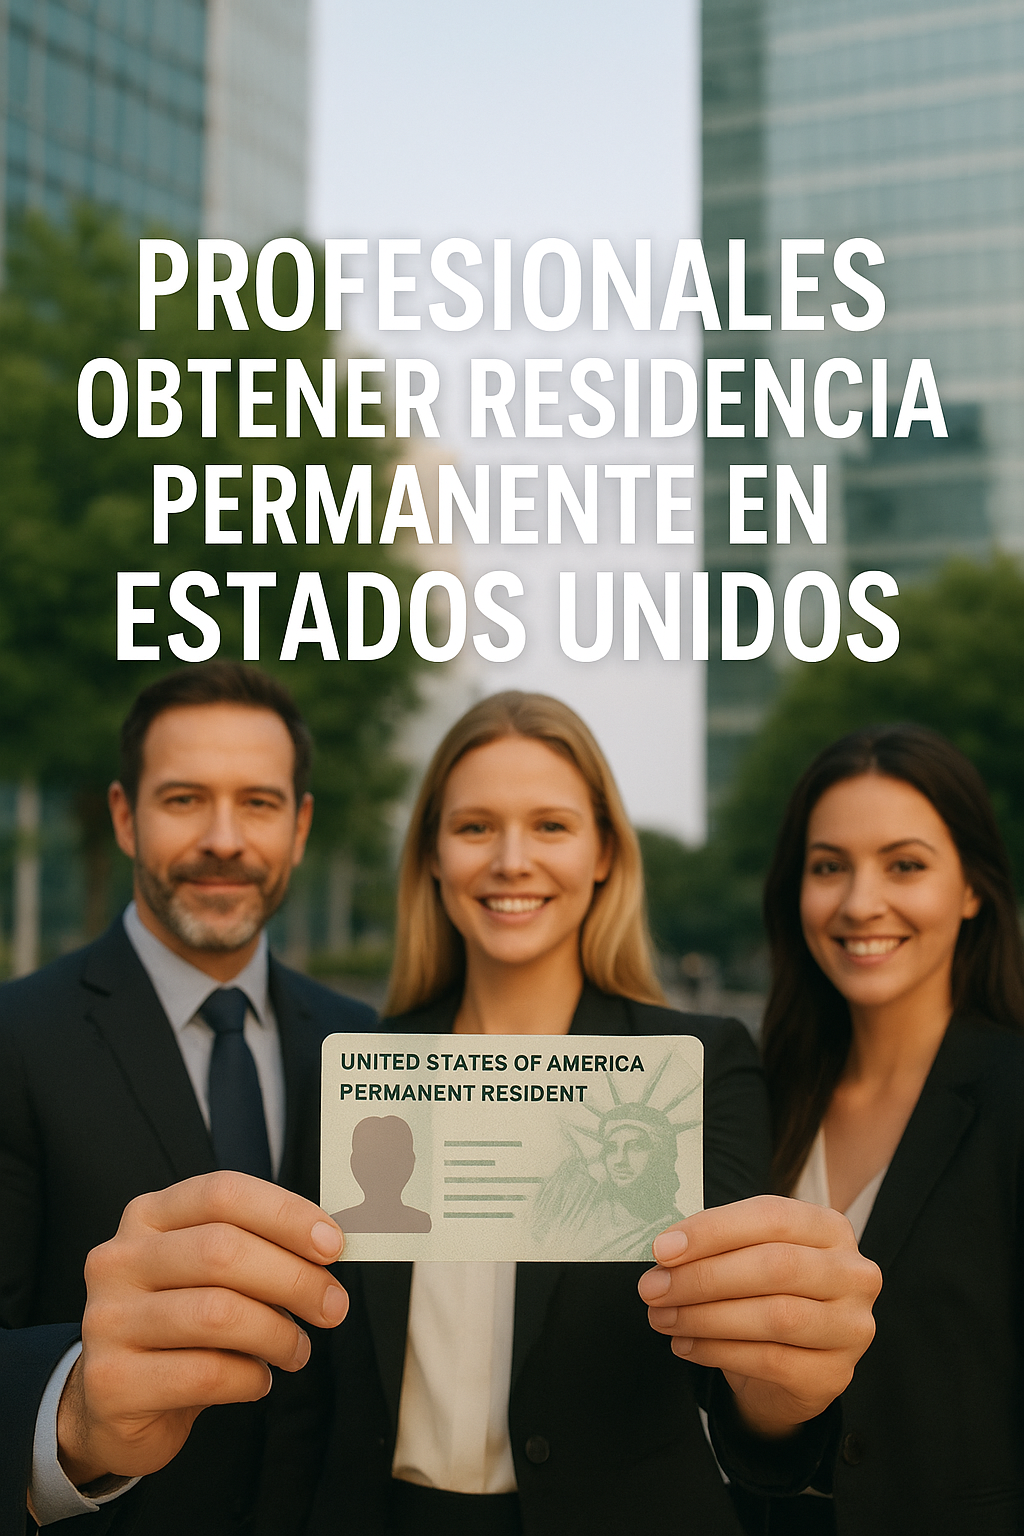 PROFESIONALES
OBTENER RESIDENCIA
PERMANENTE EN
ESTADOS UNIDOS
UNITED STATES OF AMERICA
PERMANENT RESIDENT